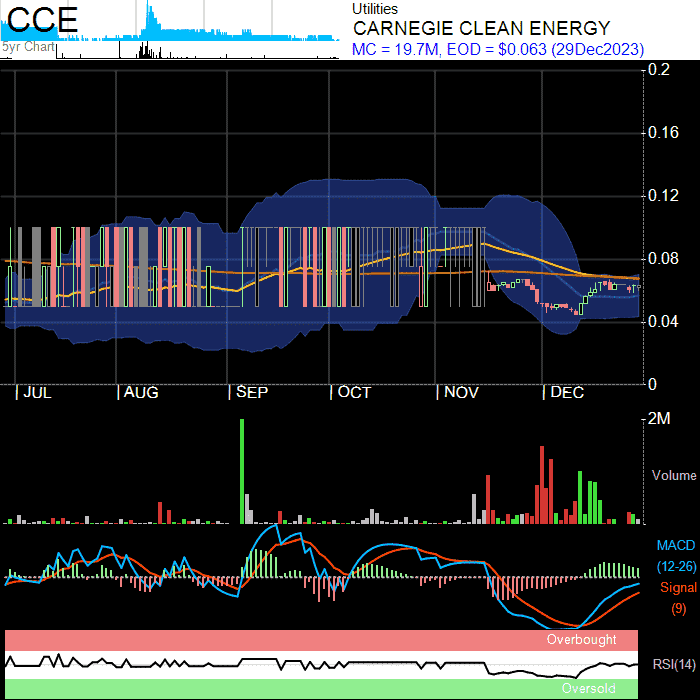 CCE
5yr Chart
Utilities
CARNEGIE CLEAN ENERGY
MC = 19.7M, EOD = $0.063 (29Dec2023)
0.2
0.16
0.12
0.08
0.04
0
JUL AUG SEP OCT NOV DEC
2M
Volume
MACD
(12-26)
Signal
(9)
Overbought
RSI(14)
Oversold